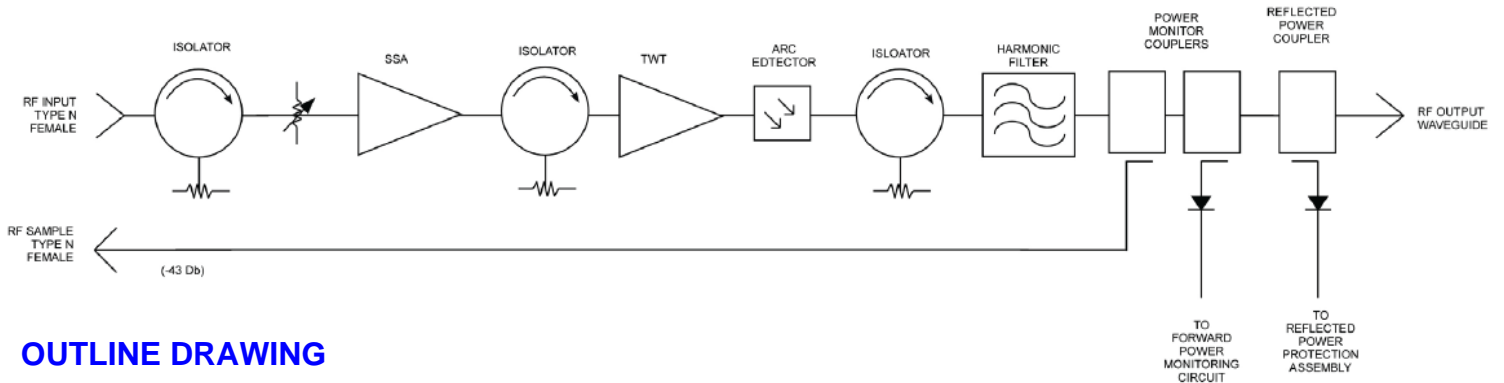 ISOLATOR
SSA
ISOLATOR
TWT
ARC
EDTECTOR
ISLOATOR
HARMONIC
FILTER
POWER
MONITOR
COUPLERS
REFLECTED
POWER
COUPLER
RF INPUT
TYPE N
FEMALE
RF OUTPUT
WAVEGUIDE
RF SAMPLE
TYPE N
FEMALE
(-43 Db)
TO
FORWARD
POWER
MONITORING
CIRCUIT
TO
REFLECTED
POWER
PROTECTION
ASSEMBLY
OUTLINE DRAWING